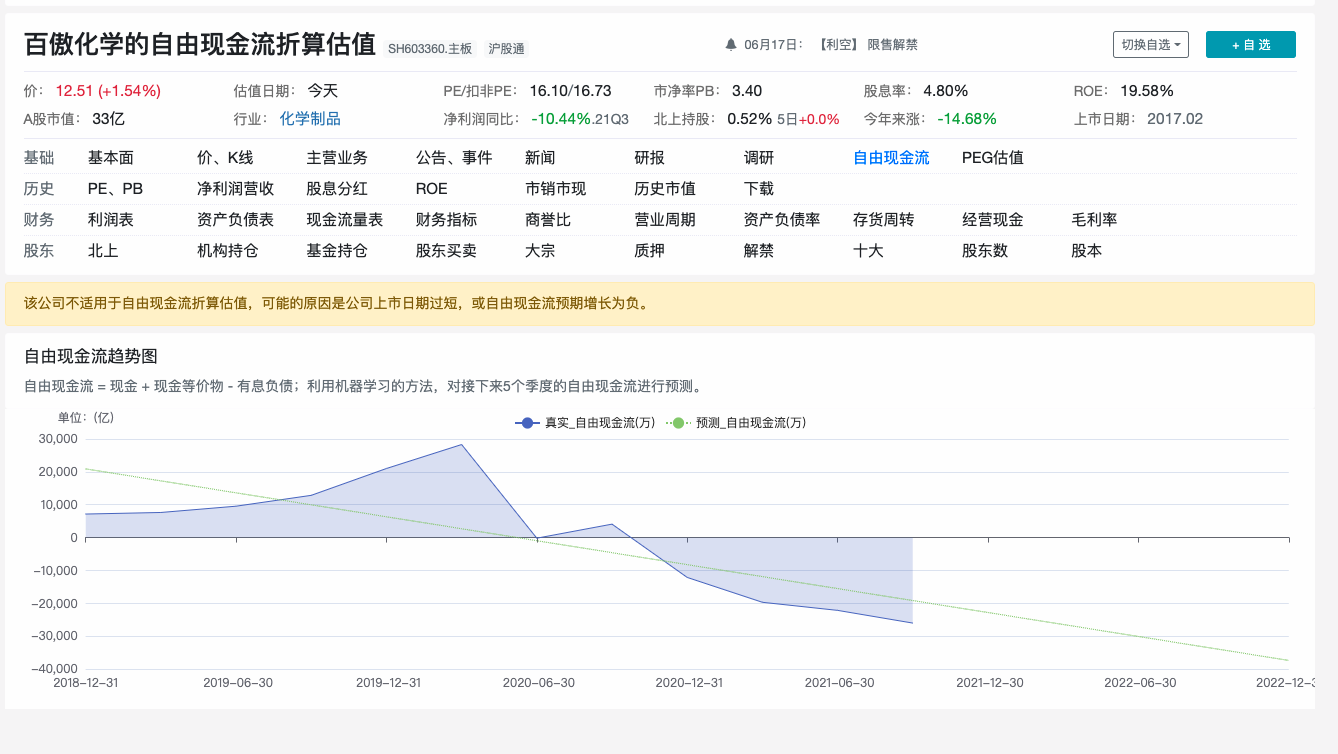 百傲化学的自由现金流折算估值 SH603360.主板 沪股通 06月17日： 【利空】 限售解禁 切换自选 + 自 选
价： 12.51 (+1.54%) 估值日期： 今天 PE/扣非PE： 16.10/16.73 市净率PB： 3.40 股息率： 4.80% ROE： 19.58%
A股市值： 33亿 行业： 化学制品 净利润同比： -10.44%.21Q3 北上持股： 0.52% 5日+0.0% 今年来涨： -14.68% 上市日期： 2017.02
基础 基本面 价、K线 主营业务 公告、事件 新闻 研报 调研 自由现金流 PEG估值
历史 PE、PB 净利润营收 股息分红 ROE 市销市现 历史市值 下载
财务 利润表 资产负债表 现金流量表 财务指标 商誉比 营业周期 资产负债率 存货周转 经营现金 毛利率
股东 北上 机构持仓 基金持仓 股东买卖 大宗 质押 解禁 十大 股东数 股本
该公司不适用于自由现金流折算估值，可能的原因是公司上市日期过短，或自由现金流预期增长为负。
自由现金流趋势图
自由现金流 = 现金 + 现金等价物 - 有息负债；利用机器学习的方法，对接下来5个季度的自由现金流进行预测。
单位：(亿)
真实_自由现金流(万) 预测_自由现金流(万)
30,000
20,000
10,000
0
−10,000
−20,000
−30,000
−40,000
2018−12−31 2019−06−30 2019−12−31 2020−06−30 2020−12−31 2021−06−30 2021−12−30 2022−06−30 2022−12−3